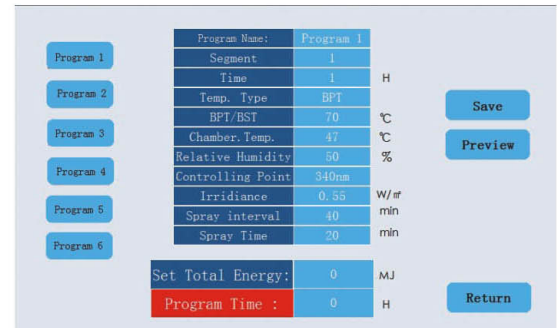 Program 1
Program 2
Program 3
Program 4
Program 5
Program 6
Program Name: Program 1
Segment 1
Time 1 H
Temp. Type BPT
BPT/BST 70 ℃
Chamber.Temp. 47 ℃
Relative Humidity 50 %
Controlling Point 340nm
Irridiance 0.55 W/㎡
Spray interval 40 min
Spray Time 20 min
Set Total Energy: 0 MJ
Program Time : 0 H
Save
Preview
Return